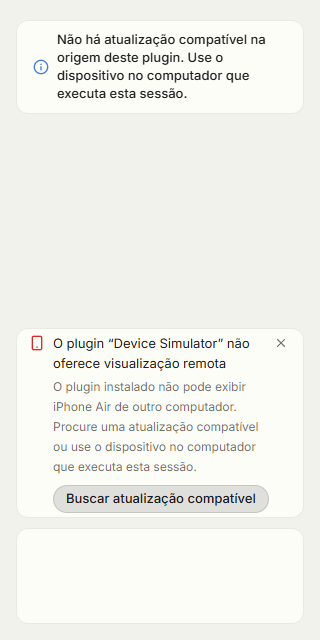 Não há atualização compatível na
origem deste plugin. Use o
dispositivo no computador que
executa esta sessão.
O plugin “Device Simulator” não
oferece visualização remota
O plugin instalado não pode exibir
iPhone Air de outro computador.
Procure uma atualização compatível
ou use o dispositivo no computador
que executa esta sessão.
Buscar atualização compatível